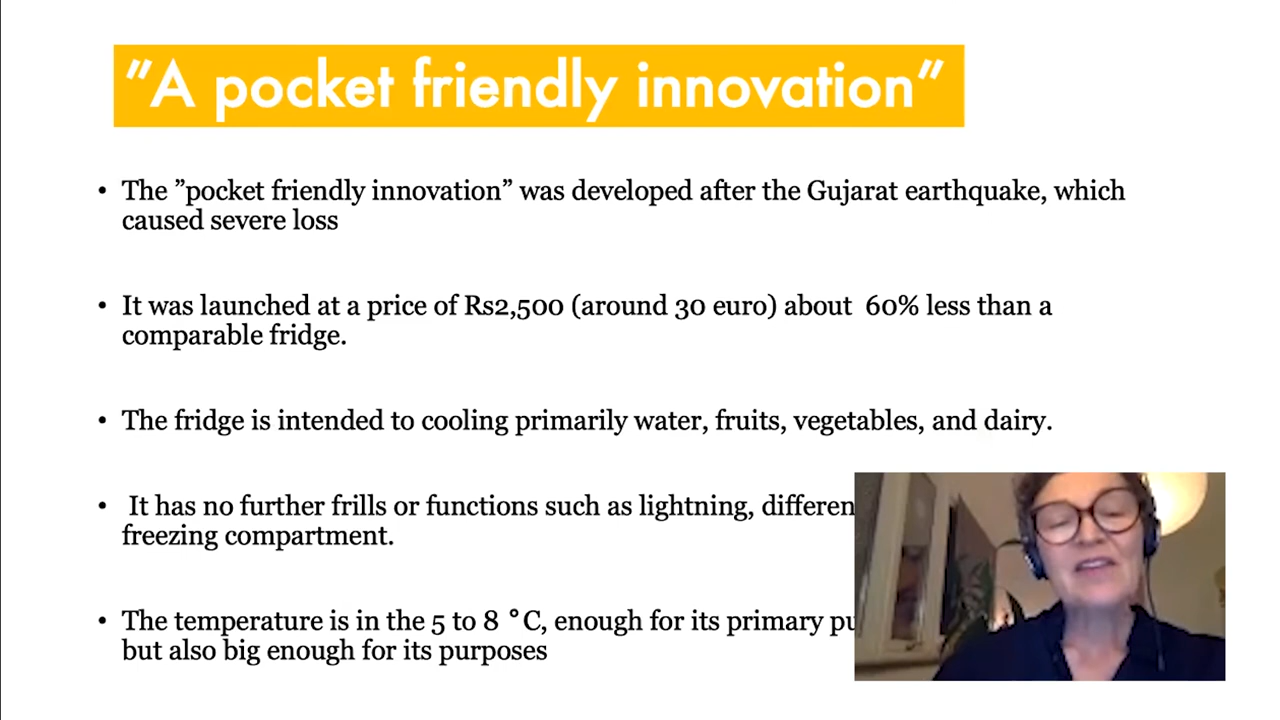 ”A pocket friendly innovation”
• The ”pocket friendly innovation” was developed after the Gujarat earthquake, which
caused severe loss
• It was launched at a price of Rs2,500 (around 30 euro) about 60% less than a
comparable fridge.
• The fridge is intended to cooling primarily water, fruits, vegetables, and dairy.
• It has no further frills or functions such as lightning,
freezing compartment.
• The temperature is in the 5 to 8 °C, enough for its primary
but also big enough for its purposes